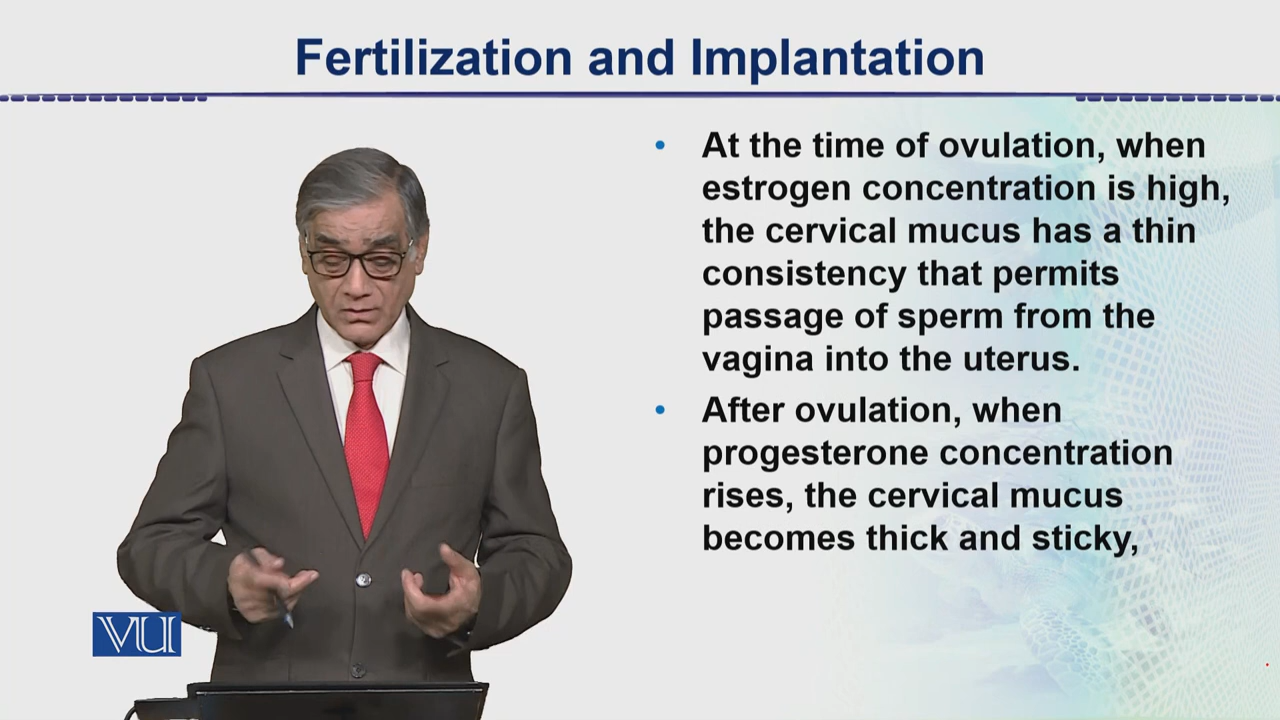 Fertilization and Implantation
• At the time of ovulation, when
estrogen concentration is high,
the cervical mucus has a thin
consistency that permits
passage of sperm from the
vagina into the uterus.
• After ovulation, when
progesterone concentration
rises, the cervical mucus
becomes thick and sticky,
VU